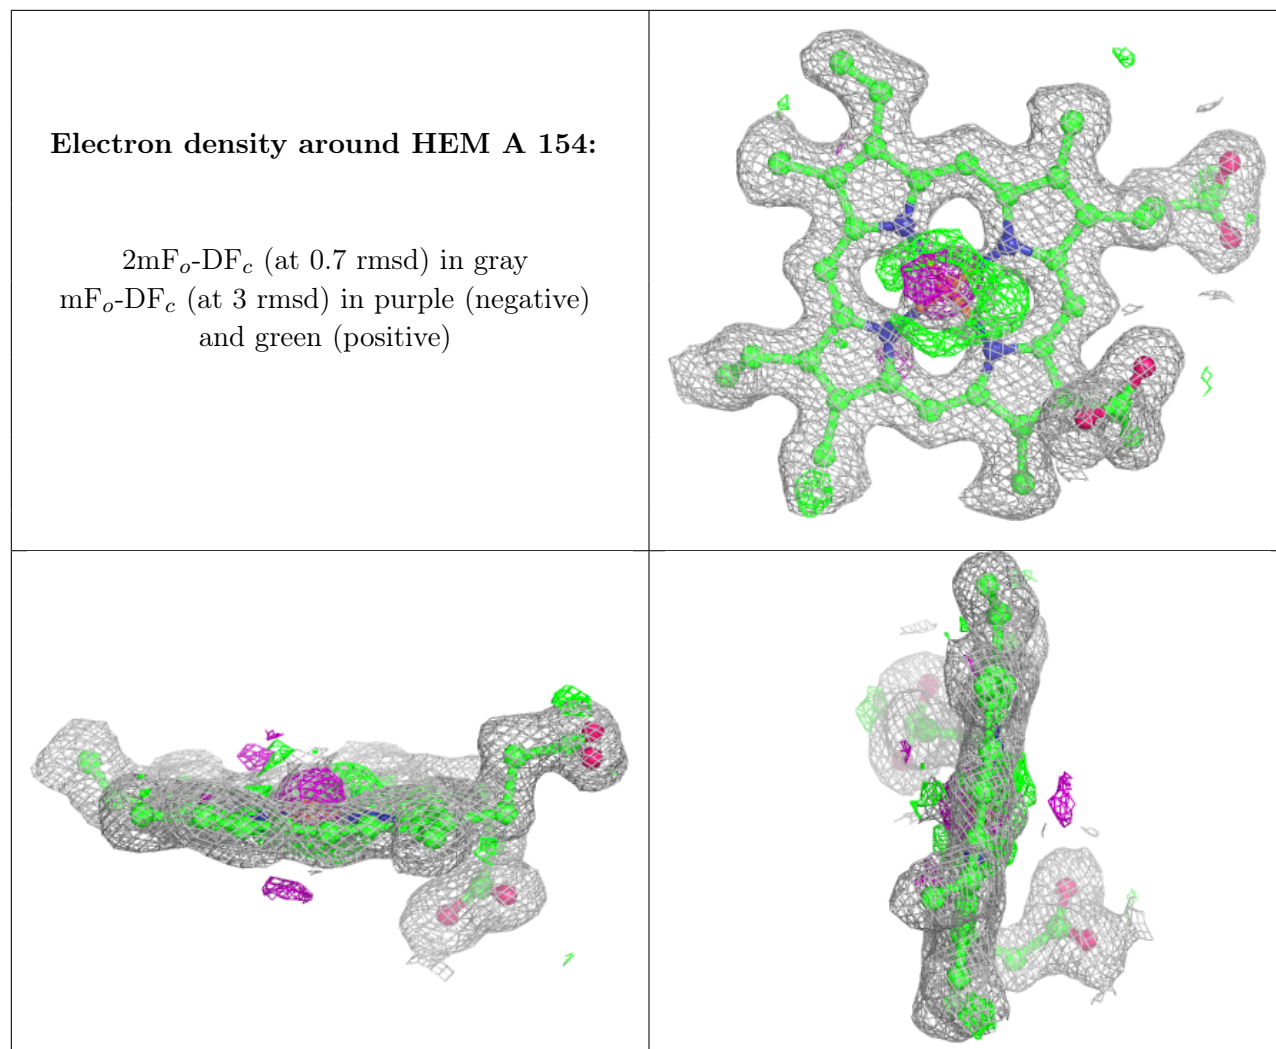 Electron density around HEM A 154:
2mFo-DFc (at 0.7 rmsd) in gray
mFo-DFc (at 3 rmsd) in purple (negative)
and green (positive)